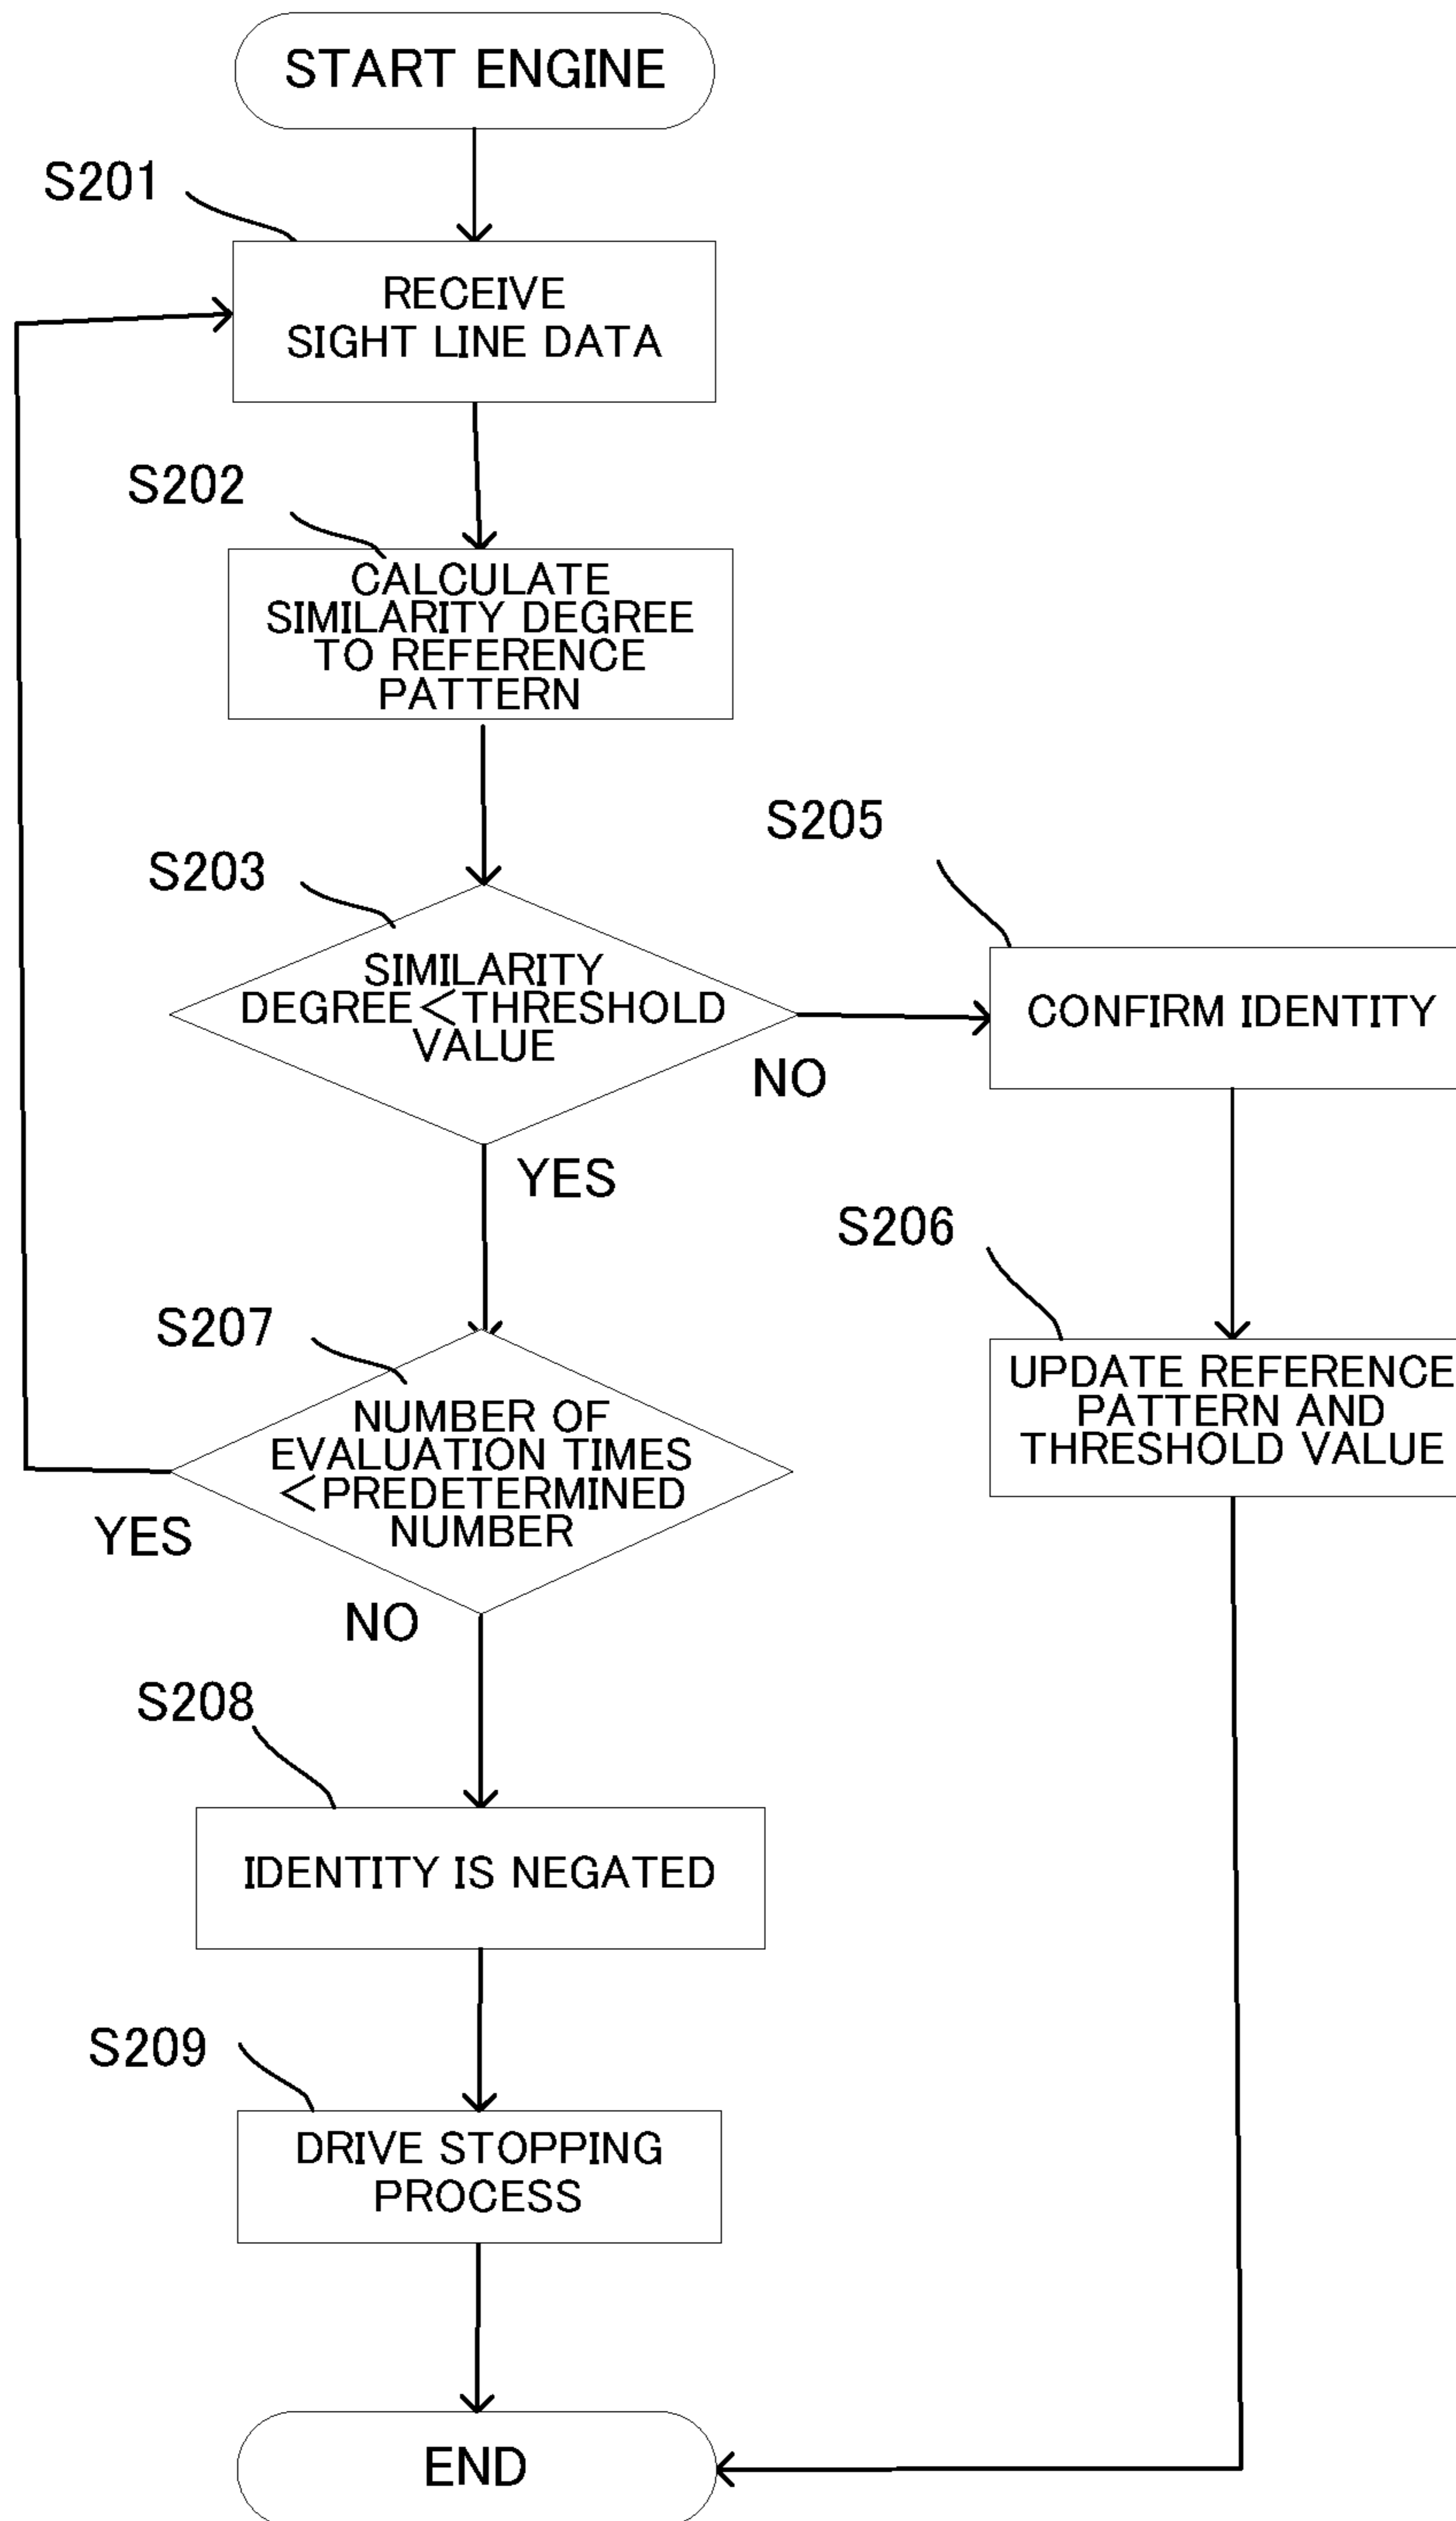 START ENGINE
S201
RECEIVE
SIGHT LINE DATA
S202
CALCULATE
SIMILARITY DEGREE
TO REFERENCE
PATTERN
S203
SIMILARITY
DEGREE<THRESHOLD
VALUE
NO
YES
S205
CONFIRM IDENTITY
S206
UPDATE REFERENCE
PATTERN AND
THRESHOLD VALUE
S207
NUMBER OF
EVALUATION TIMES
<PREDETERMINED
NUMBER
YES
NO
S208
IDENTITY IS NEGATED
S209
DRIVE STOPPING
PROCESS
END